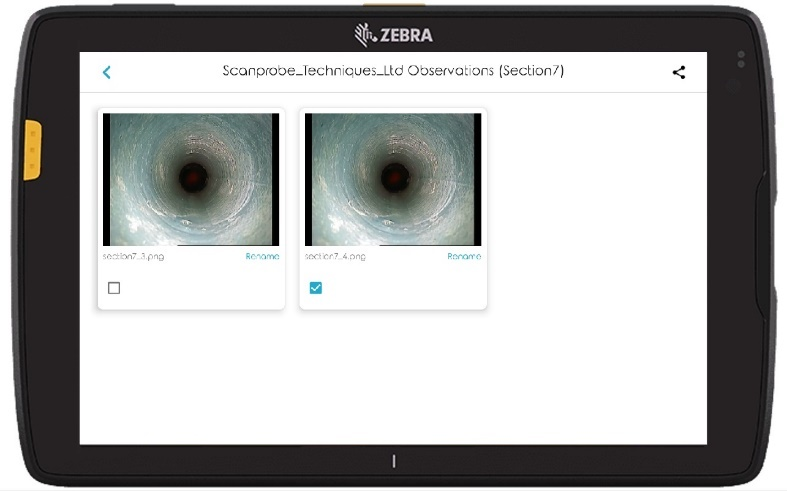 ZEBRA
Scanprobe_Techniques_Ltd Observations (Section7)
section7_3.png Rename
section7_4.png Rename